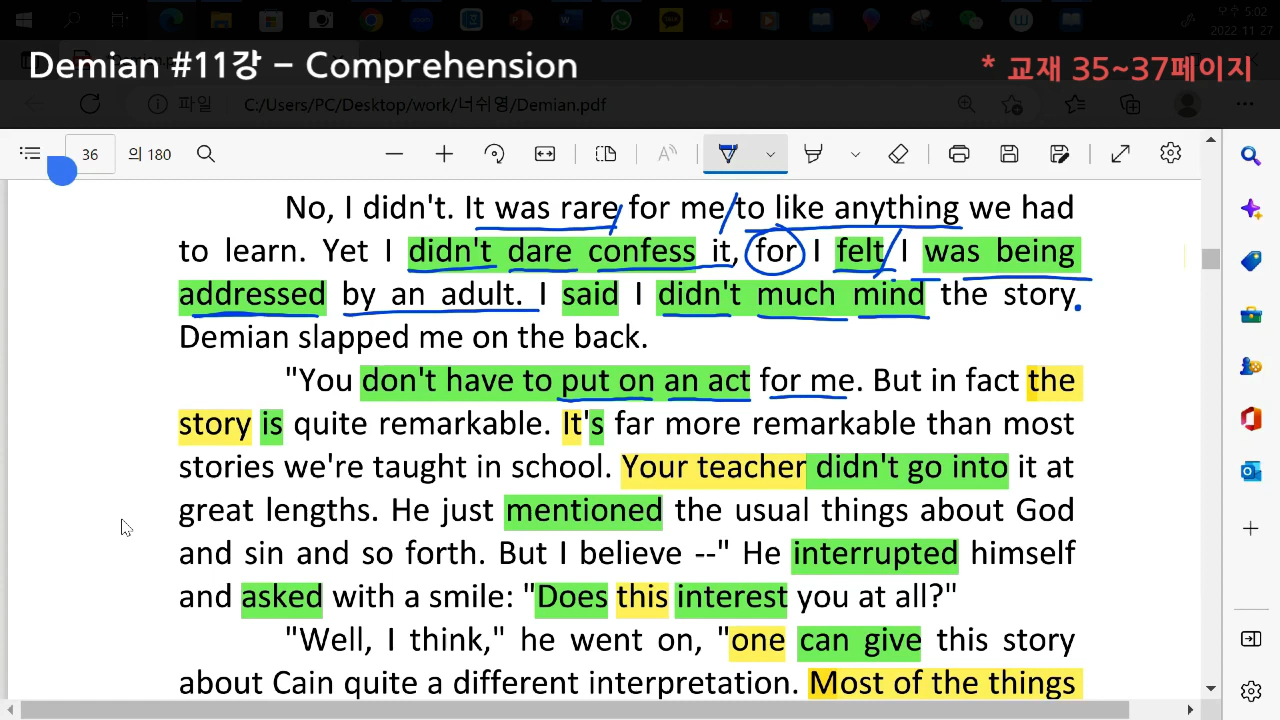 오후 5:02
2022-11-27
Demian #11강 – Comprehension
* 교재 35~37페이지
파일
C:/Users/PC/Desktop/work/너쉬영/Demian.pdf
36 의 180
No, I didn't. It was rare for me to like anything we had
to learn. Yet I didn't dare confess it, for I felt I was being
addressed by an adult. I said I didn't much mind the story.
Demian slapped me on the back.
"You don't have to put on an act for me. But in fact the
story is quite remarkable. It's far more remarkable than most
stories we're taught in school. Your teacher didn't go into it at
great lengths. He just mentioned the usual things about God
and sin and so forth. But I believe --" He interrupted himself
and asked with a smile: "Does this interest you at all?"
"Well, I think," he went on, "one can give this story
about Cain quite a different interpretation. Most of the things